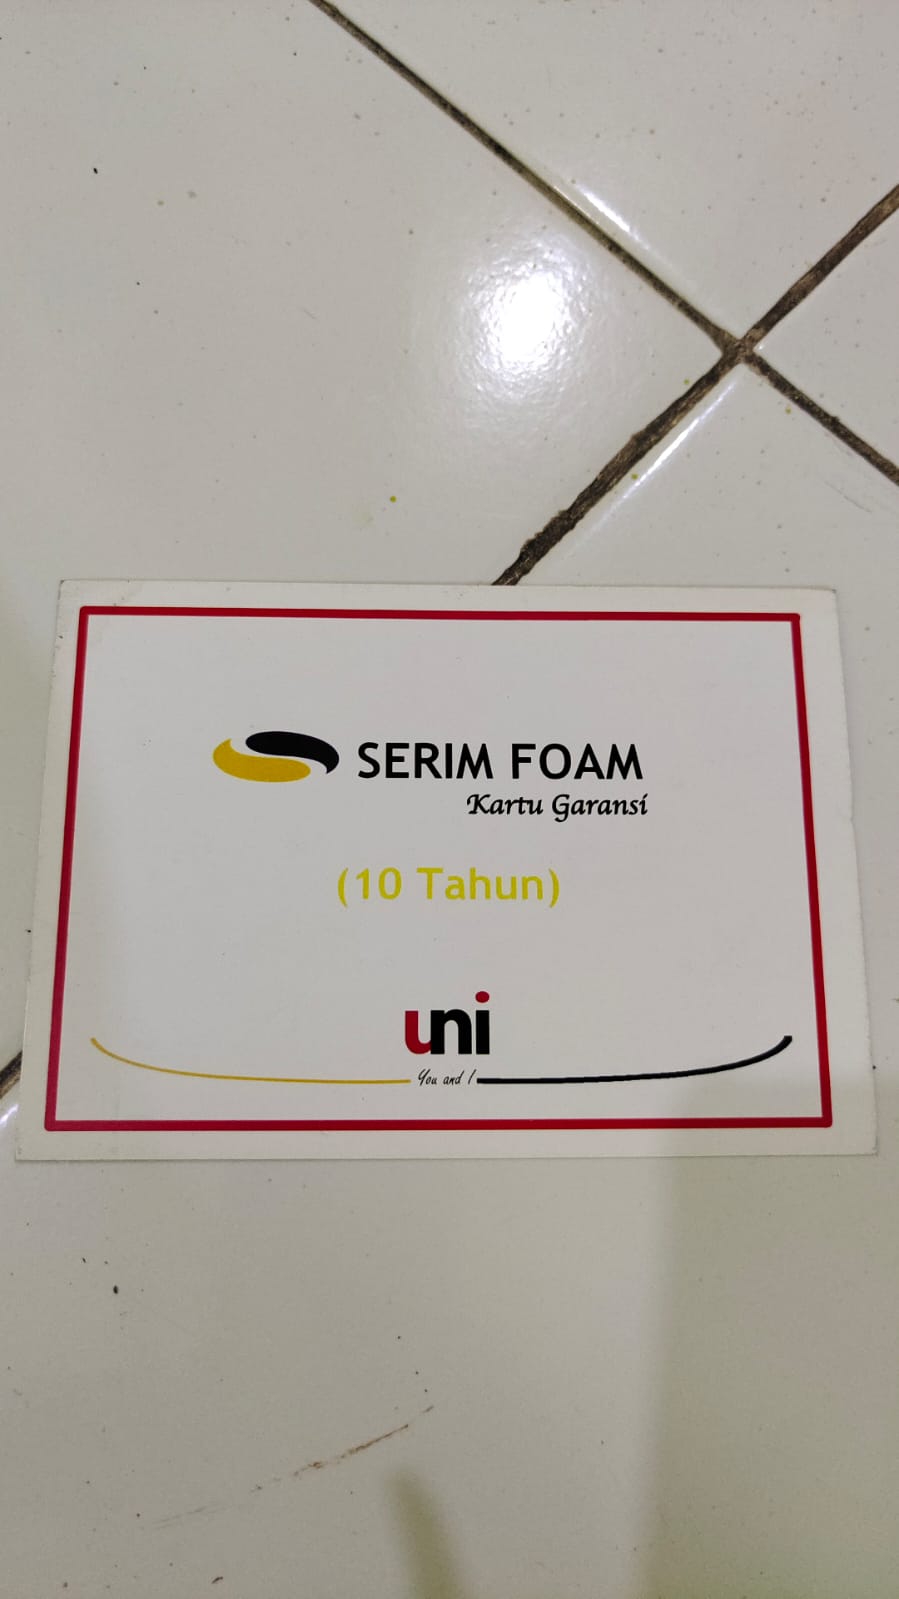 SERIM FOAM
Kartu Garansi
(10 Tahun)
uni
You and I